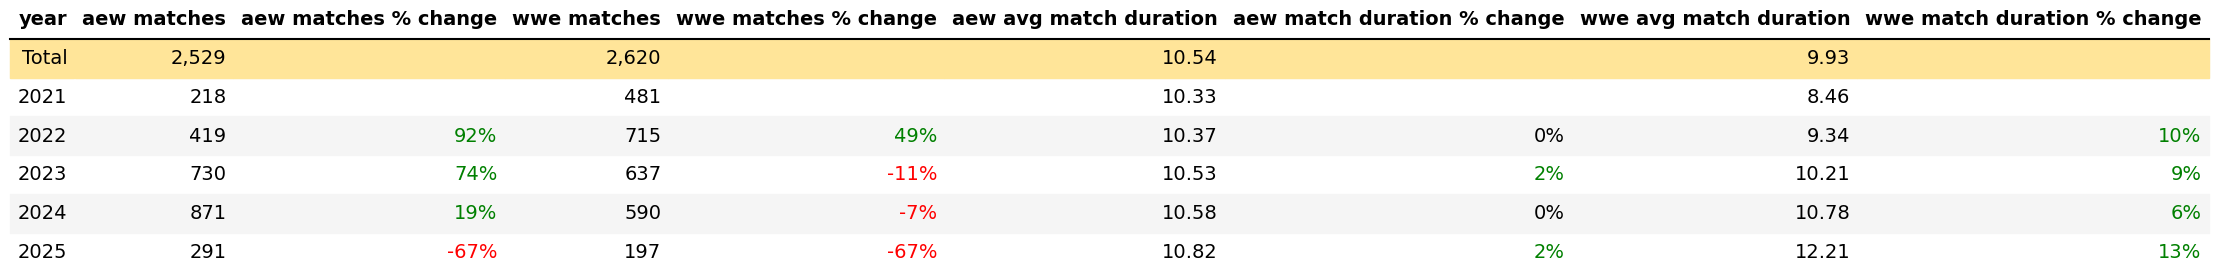 year aew matches aew matches % change wwe matches wwe matches % change aew avg match duration aew match duration % change wwe avg match duration wwe match duration % change
Total 2,529 2,620 10.54 9.93
2021 218 481 10.33 8.46
2022 419 92% 715 49% 10.37 0% 9.34 10%
2023 730 74% 637 -11% 10.53 2% 10.21 9%
2024 871 19% 590 -7% 10.58 0% 10.78 6%
2025 291 -67% 197 -67% 10.82 2% 12.21 13%